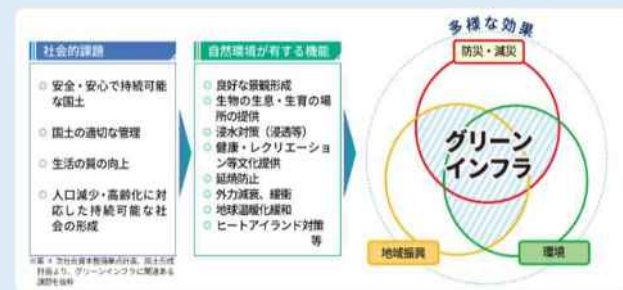 社会的課題
安全・安心で持続可能
な国土
国土の適切な管理
生活の質の向上
人口減少・高齢化に対
応した持続可能な社
会の形成
自然環境が有する機能
良好な景観形成
生物の生息・生育の場
所の提供
浸水対策（浸透等）
健康・レクリエーショ
ン等文化提供
延焼防止
外力減衰、緩衝
地球温暖化緩和
ヒートアイランド対策
等
多様な効果
防災・減災
グリーン
インフラ
地域振興
環境